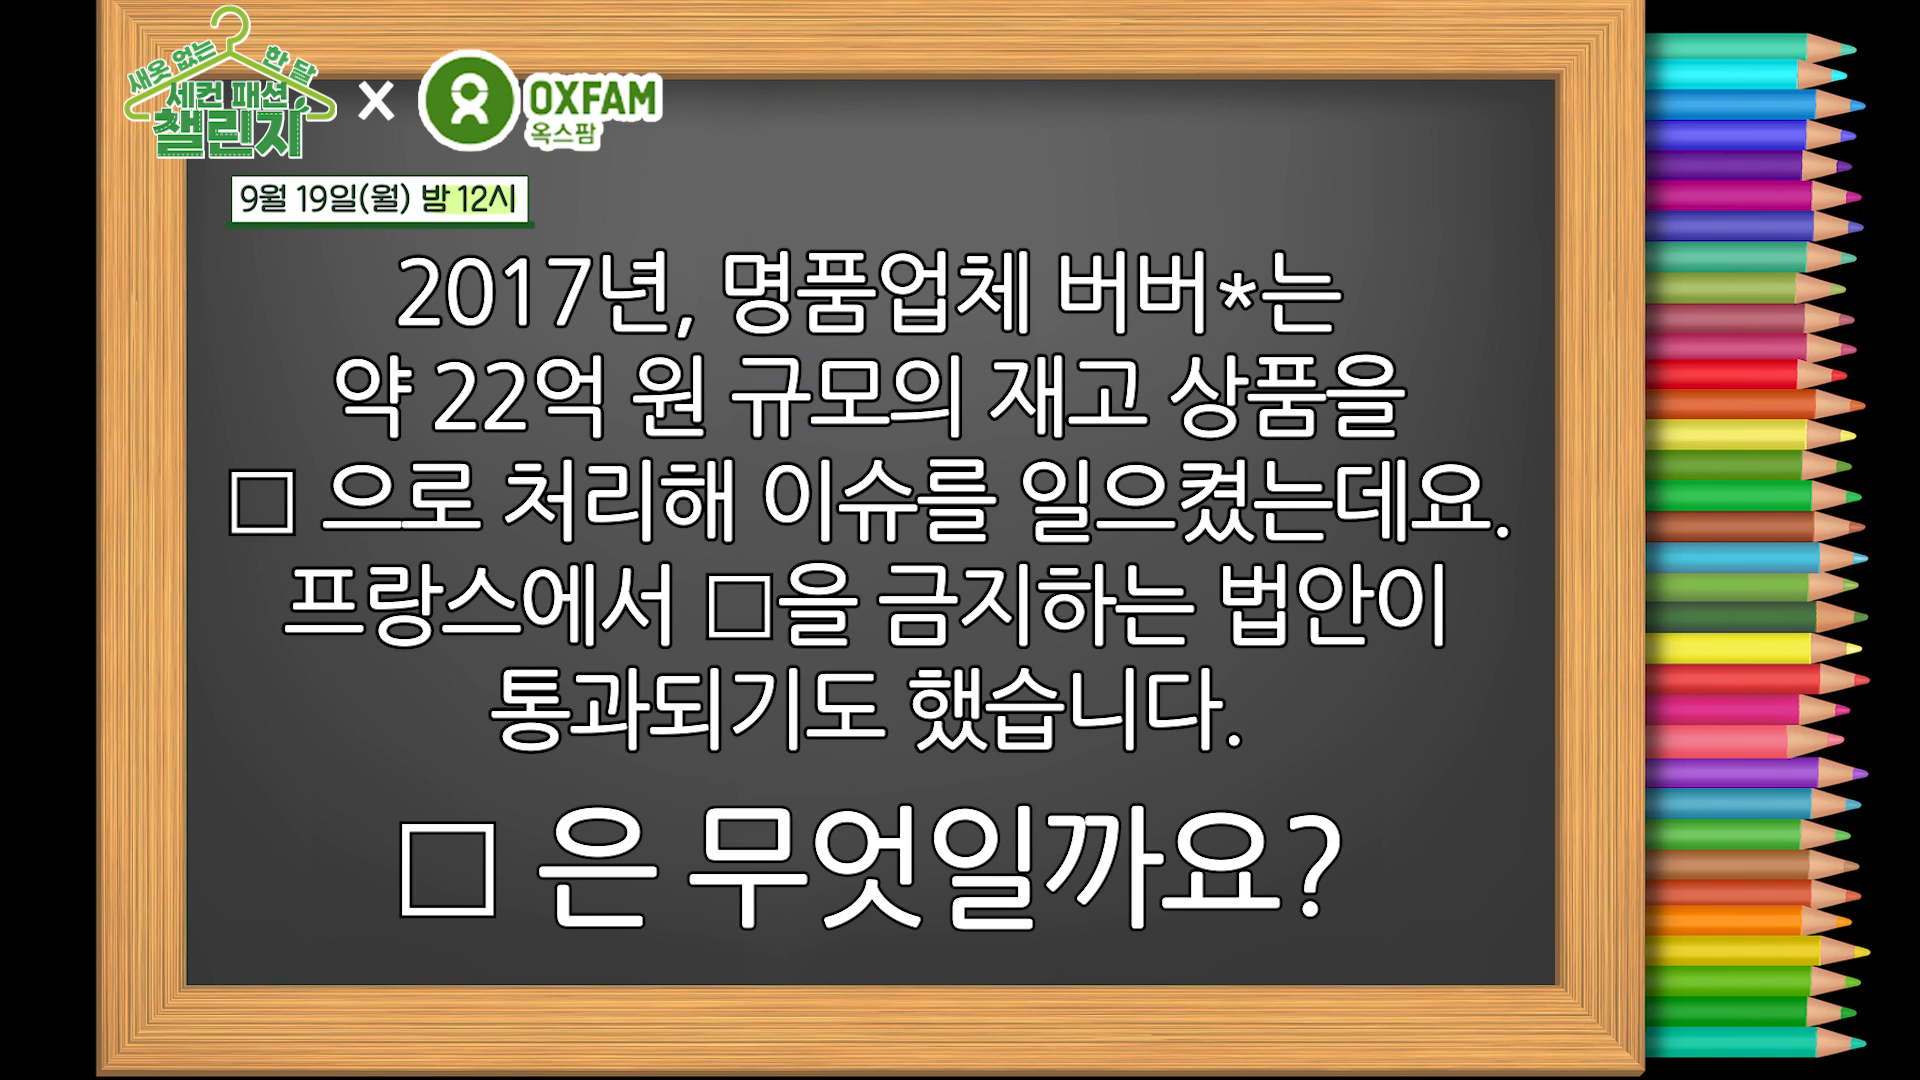 새옷 없는 한 달
세컨 패션
챌린지
X
OXFAM
옥스팜
9월 19일(월) 밤 12시
2017년, 명품업체 버버*는
약 22억 원 규모의 재고 상품을
□ 으로 처리해 이슈를 일으켰는데요.
프랑스에서 □을 금지하는 법안이
통과되기도 했습니다.
□ 은 무엇일까요?